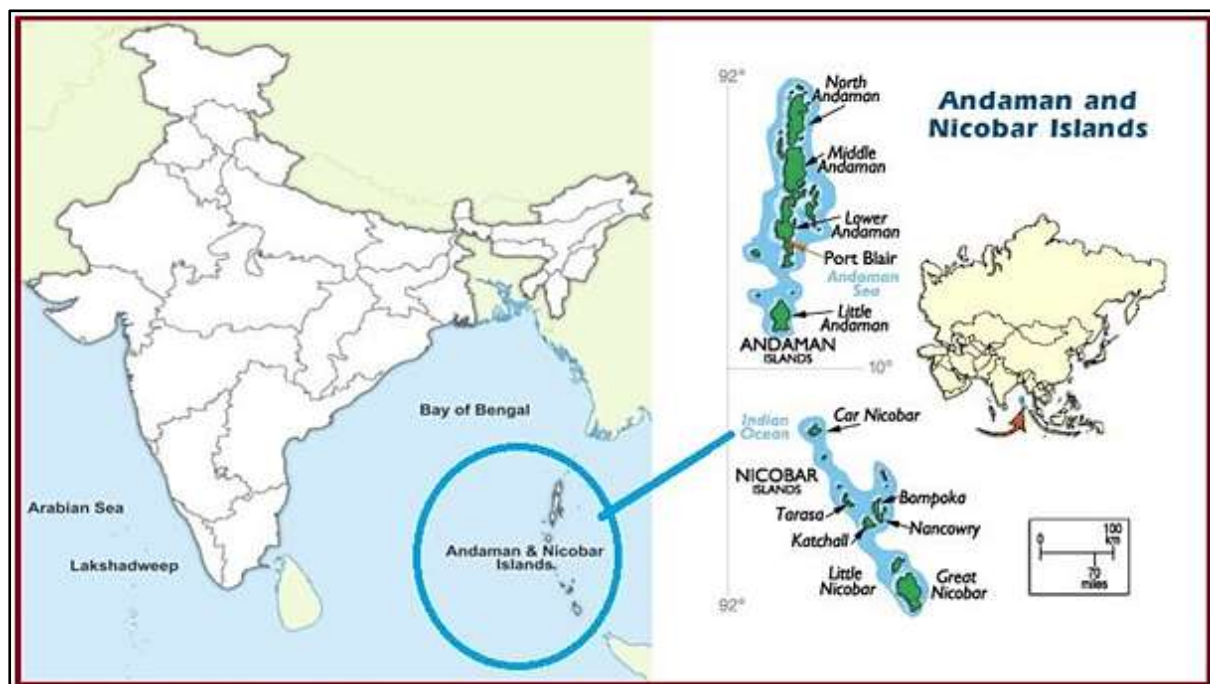 Bay of Bengal
Arabian Sea
Lakshadweep
Andaman & Nicobar
Islands.
Andaman and
Nicobar Islands
92°
North
Andaman
Middle
Andaman
Lower
Andaman
Port Blair
Andaman
Sea
Little
Andaman
ANDAMAN
ISLANDS
10°
Indian
Ocean
Car Nicobar
NICOBAR
ISLANDS
Tarasa
Bompoka
Nancowry
Katchall
Little
Nicobar
Great
Nicobar
92°
0
100
km
70
miles